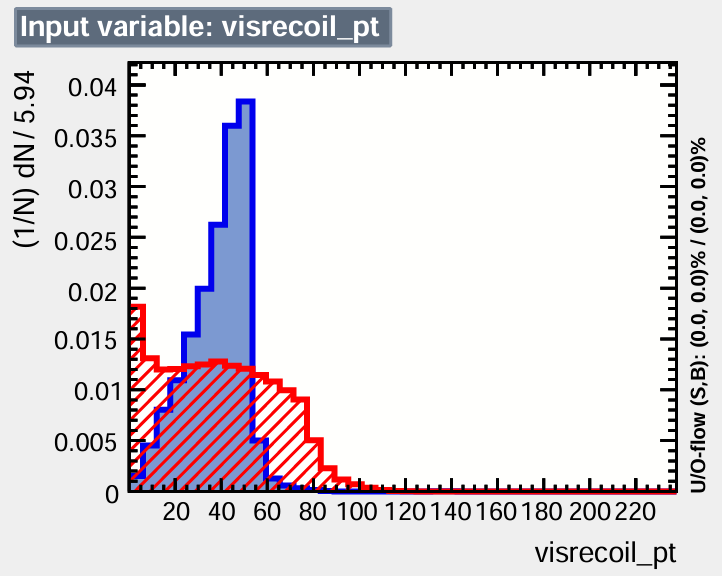 Input variable: visrecoil_pt
(1/N) dN / 5.94
0.04
0.035
0.03
0.025
0.02
0.015
0.01
0.005
0
20 40 60 80 100 120 140 160 180 200 220
visrecoil_pt
U/O-flow (S,B): (0.0, 0.0)% / (0.0, 0.0)%